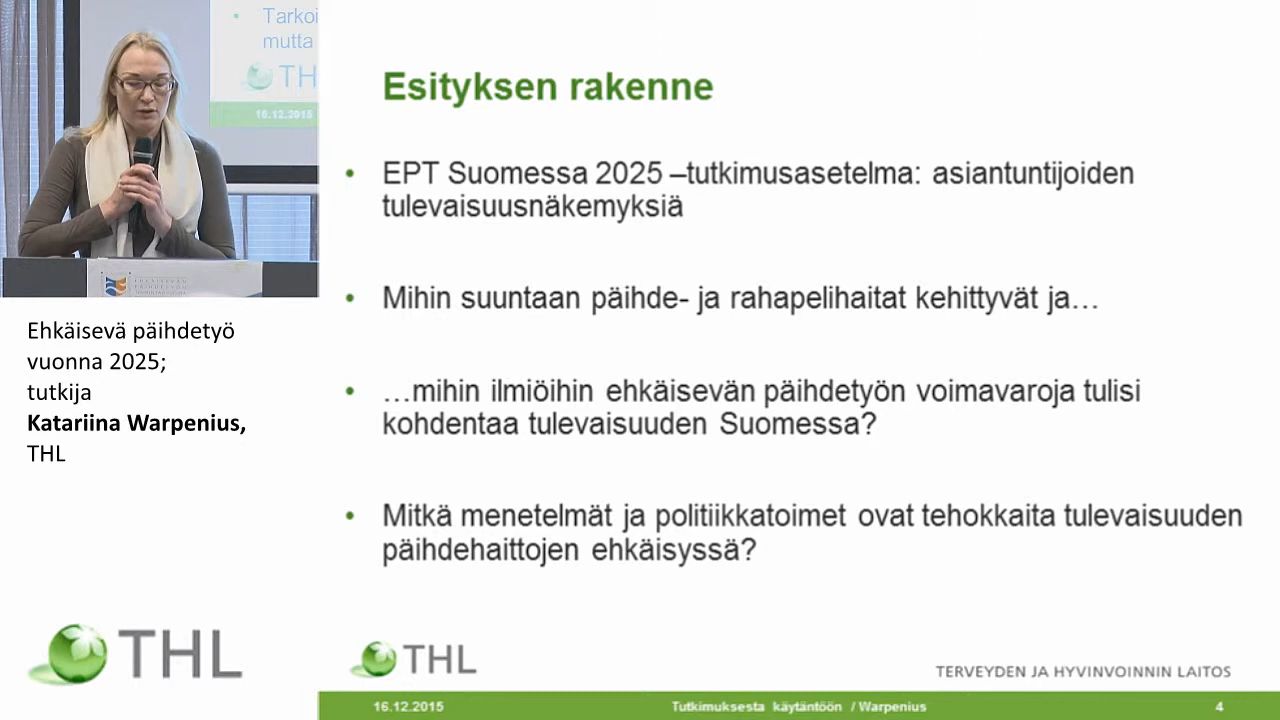 Tarkoi
mutta
THL
16.12.2015
Ehkäisevä päihdetyö
vuonna 2025;
tutkija
Katariina Warpenius,
THL
THL
Esityksen rakenne
• EPT Suomessa 2025 –tutkimusasetelma: asiantuntijoiden
tulevaisuusnäkemyksiä
• Mihin suuntaan päihde- ja rahapelihaitat kehittyvät ja…
• …mihin ilmiöihin ehkäisevän päihdetyön voimavaroja tulisi
kohdentaa tulevaisuuden Suomessa?
• Mitkä menetelmät ja politiikkatoimet ovat tehokkaita tulevaisuuden
päihdehaittojen ehkäisyssä?
THL
TERVEYDEN JA HYVINVOINNIN LAITOS
16.12.2015
Tutkimuksesta käytäntöön / Warpenius
4